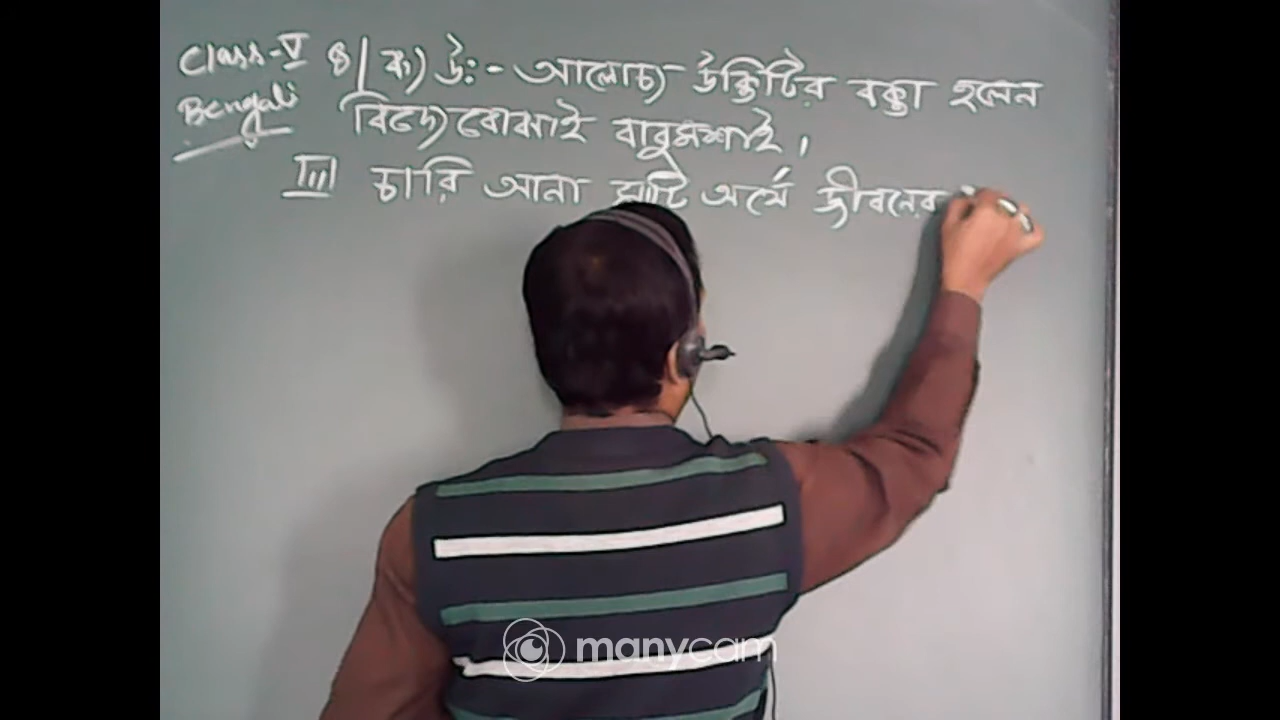 Class-V ৪| ক) উঃ- আলোচ্য উক্তিটির বক্তা হলেন
Bengali বিদ্যেবোঝাই বাবুমশাই।
III চারি আনা মাটি অর্থে জীবনের
manycam